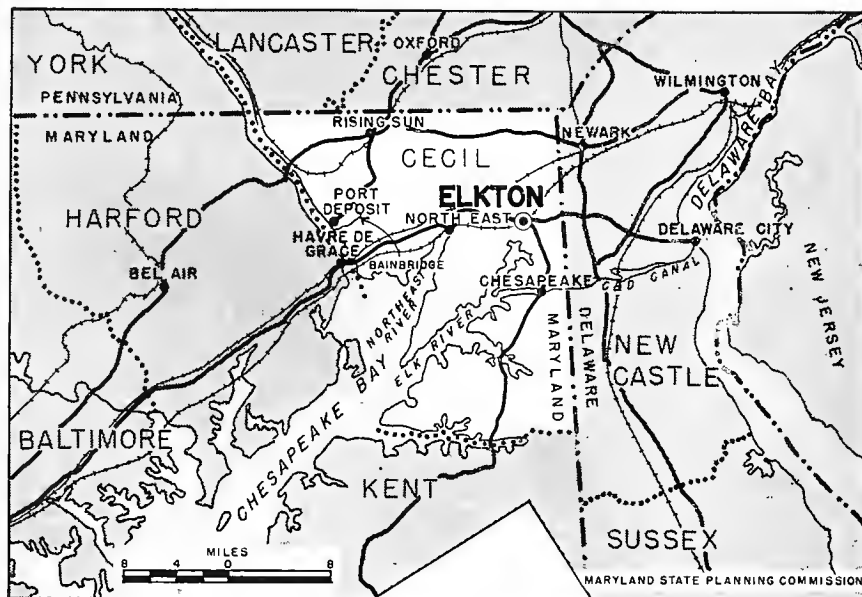 LANCASTER
OXFORD
YORK
CHESTER
WILMINGTON
PENNSYLVANIA
MARYLAND
RISING SUN
NEWARK
DELAWARE BAY
CECIL
PORT
DEPOSIT
ELKTON
HARFORD
NORTH EAST
HAVRE DE
GRACE
DELAWARE CITY
BAINBRIDGE
BEL AIR
CHESAPEAKE
C&D CANAL
NEW JERSEY
NORTHEAST
RIVER
ELK RIVER
MARYLAND
DELAWARE
NEW
CASTLE
CHESAPEAKE BAY
BALTIMORE
KENT
SUSSEX
MILES
8 4 0 8
MARYLAND STATE PLANNING COMMISSION